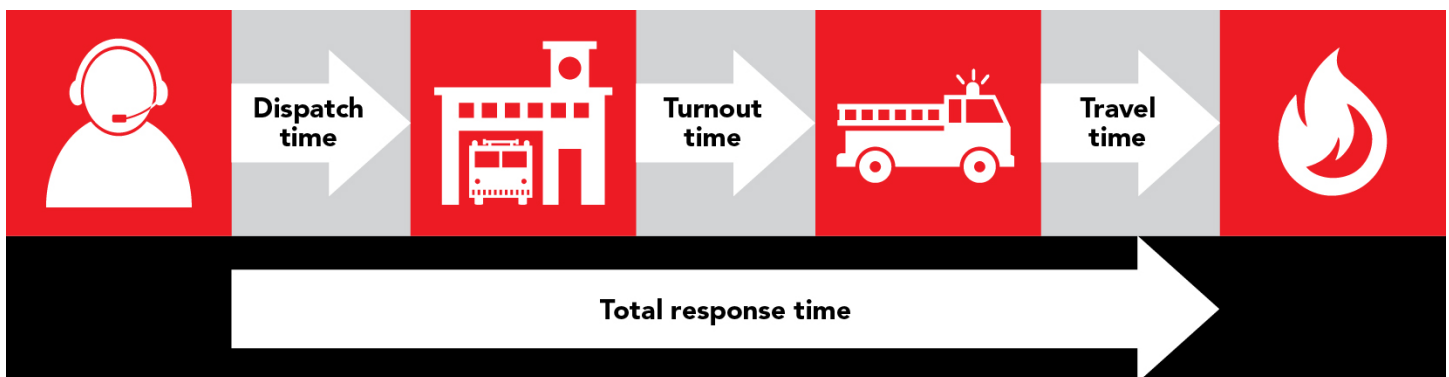 Dispatch
time
Turnout
time
Travel
time
Total response time